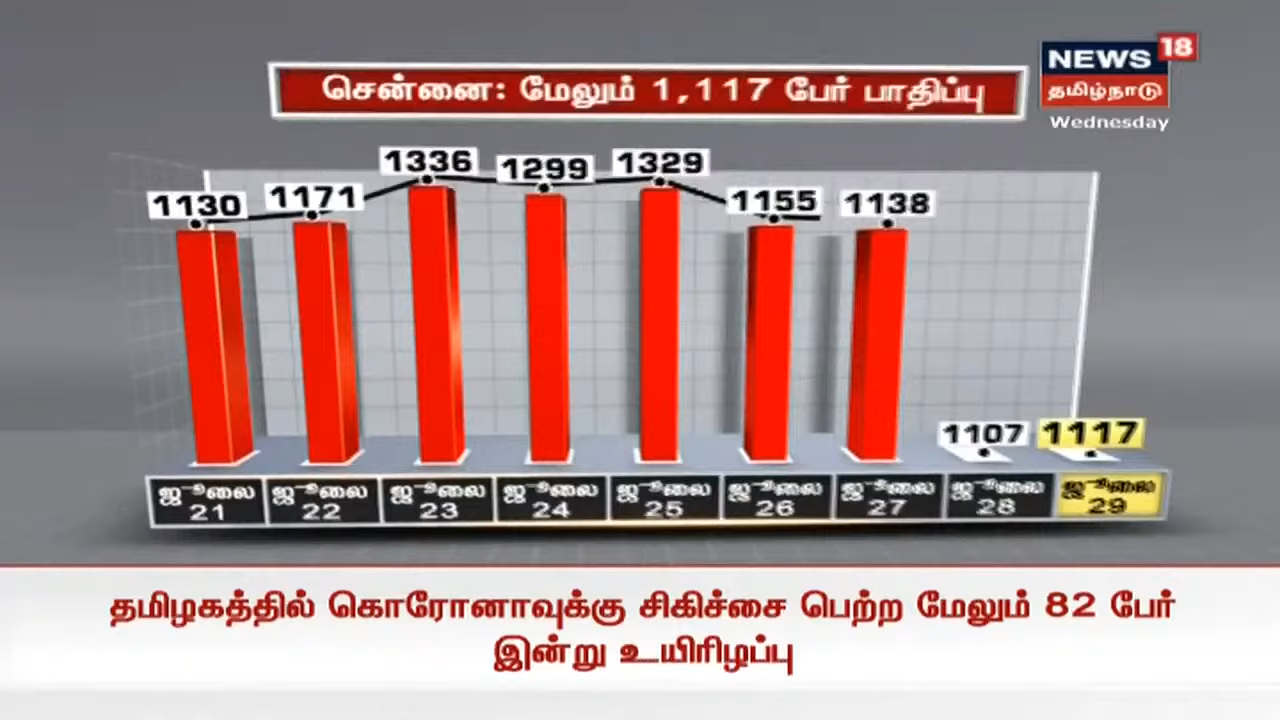 NEWS 18
தமிழ்நாடு
Wednesday
சென்னை: மேலும் 1,117 பேர் பாதிப்பு
1130 1171 1336 1299 1329 1155 1138 1107 1117
ஜூலை ஜூலை ஜூலை ஜூலை ஜூலை ஜூலை ஜூலை ஜூலை ஜூலை
21 22 23 24 25 26 27 28 29
தமிழகத்தில் கொரோனாவுக்கு சிகிச்சை பெற்ற மேலும் 82 பேர்
இன்று உயிரிழப்பு